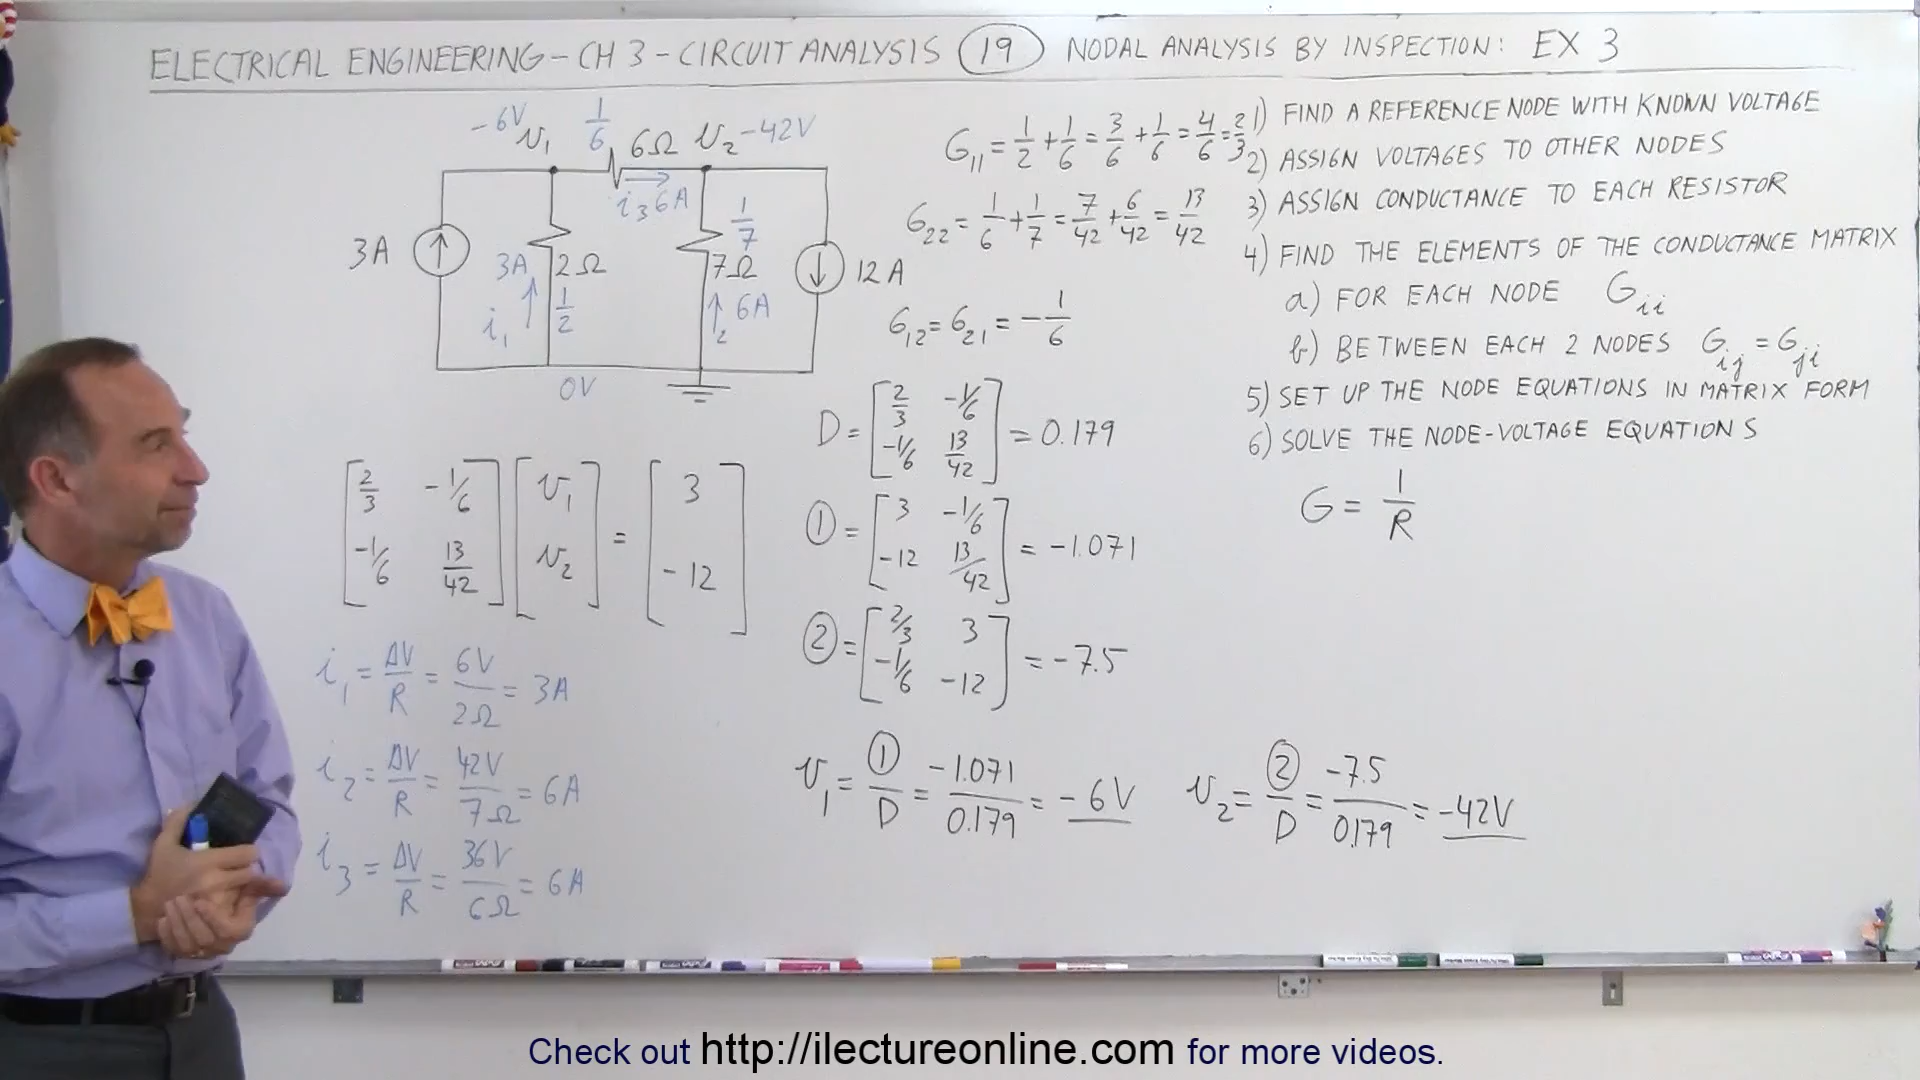 ELECTRICAL ENGINEERING - CH 3 - CIRCUIT ANALYSIS (19) NODAL ANALYSIS BY INSPECTION: EX 3
-6V v₁ 1/6 6Ω v₂ -42V
i₃ 6A
3A
3A 2Ω
i₁ 1/2
1/7
7Ω
2 6A
12 A
0V
G₁₁ = 1/2 + 1/6 = 3/6 + 1/6 = 4/6 = 2/3
G₂₂ = 1/6 + 1/7 = 7/42 + 6/42 = 13/42
G₁₂ = G₂₁ = -1/6
1) FIND A REFERENCE NODE WITH KNOWN VOLTAGE
2) ASSIGN VOLTAGES TO OTHER NODES
3) ASSIGN CONDUCTANCE TO EACH RESISTOR
4) FIND THE ELEMENTS OF THE CONDUCTANCE MATRIX
a) FOR EACH NODE Gᵢᵢ
b) BETWEEN EACH 2 NODES Gᵢⱼ = Gⱼᵢ
5) SET UP THE NODE EQUATIONS IN MATRIX FORM
6) SOLVE THE NODE-VOLTAGE EQUATIONS
G = 1/R
[2/3 -1/6] [v₁] = [3]
[-1/6 13/42] [v₂] [-12]
D = [2/3 -1/6
-1/6 13/42] = 0.179
① = [3 -1/6
-12 13/42] = -1.071
② = [2/3 3
-1/6 -12] = -7.5
i₁ = ΔV/R = 6V/2Ω = 3A
i₂ = ΔV/R = 42V/7Ω = 6A
i₃ = ΔV/R = 36V/6Ω = 6A
v₁ = ①/D = -1.071/0.179 = -6V
v₂ = ②/D = -7.5/0.179 = -42V
Check out http://ilectureonline.com for more videos.